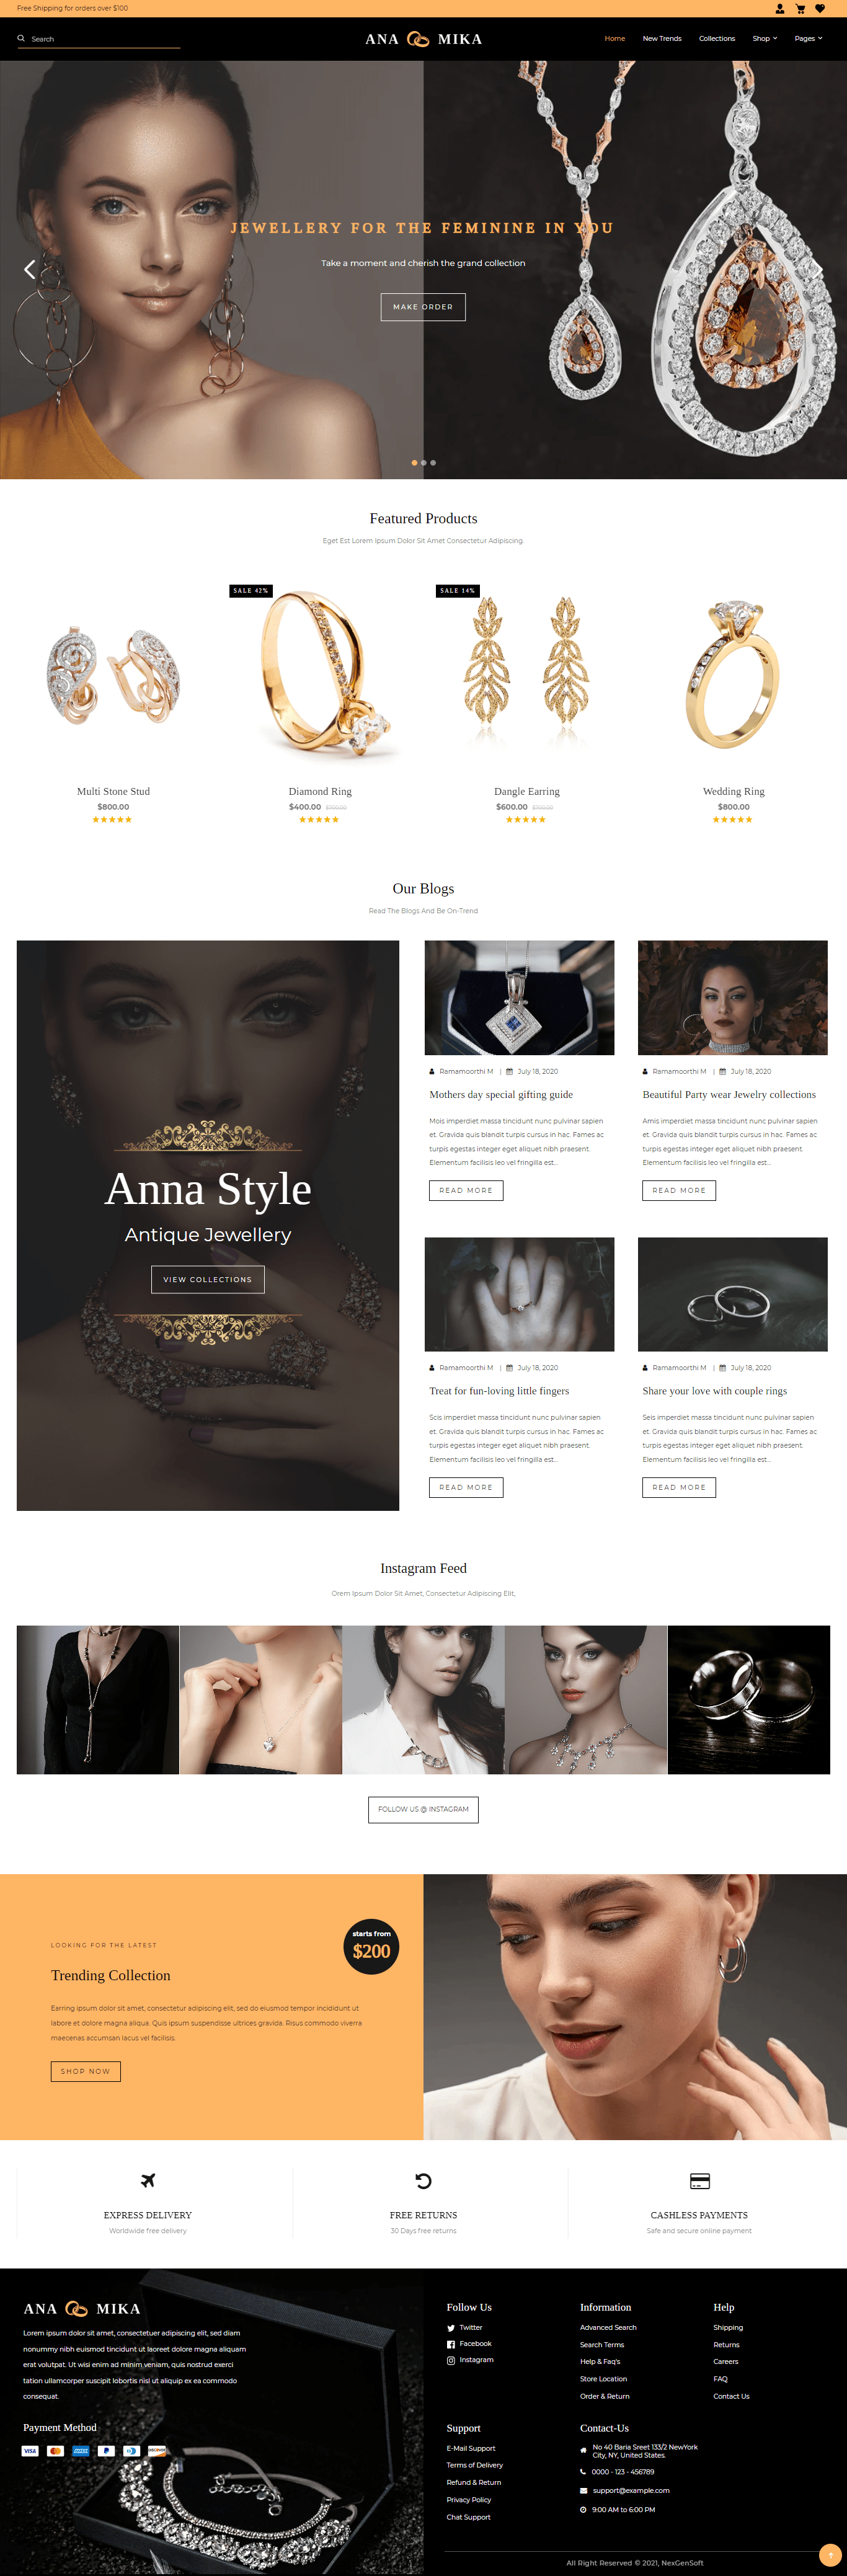 Free Shipping for orders over $100
Search
ANA MIKA
Home
New Trends
Collections
Shop
Pages
JEWELLERY FOR THE FEMININE IN YOU
Take a moment and cherish the grand collection
MAKE ORDER
Featured Products
Eget Est Lorem Ipsum Dolor Sit Amet Consectetur Adipiscing.
SALE 42%
SALE 14%
Multi Stone Stud
$800.00
Diamond Ring
$400.00 $700.00
Dangle Earring
$600.00 $700.00
Wedding Ring
$800.00
Our Blogs
Read The Blogs And Be On-Trend
Anna Style
Antique Jewellery
VIEW COLLECTIONS
Ramamoorthi M | July 18, 2020
Mothers day special gifting guide
Mois imperdiet massa tincidunt nunc pulvinar sapien
et. Gravida quis blandit turpis cursus in hac. Fames ac
turpis egestas integer eget aliquet nibh praesent.
Elementum facilisis leo vel fringilla est...
READ MORE
Ramamoorthi M | July 18, 2020
Beautiful Party wear Jewelry collections
Amis imperdiet massa tincidunt nunc pulvinar sapien
et. Gravida quis blandit turpis cursus in hac. Fames ac
turpis egestas integer eget aliquet nibh praesent.
Elementum facilisis leo vel fringilla est...
READ MORE
Ramamoorthi M | July 18, 2020
Treat for fun-loving little fingers
Scis imperdiet massa tincidunt nunc pulvinar sapien
et. Gravida quis blandit turpis cursus in hac. Fames ac
turpis egestas integer eget aliquet nibh praesent.
Elementum facilisis leo vel fringilla est...
READ MORE
Ramamoorthi M | July 18, 2020
Share your love with couple rings
Seis imperdiet massa tincidunt nunc pulvinar sapien
et. Gravida quis blandit turpis cursus in hac. Fames ac
turpis egestas integer eget aliquet nibh praesent.
Elementum facilisis leo vel fringilla est...
READ MORE
Instagram Feed
Orem Ipsum Dolor Sit Amet, Consectetur Adipiscing Elit,
FOLLOW US @ INSTAGRAM
LOOKING FOR THE LATEST
starts from
$200
Trending Collection
Earring ipsum dolor sit amet, consectetur adipiscing elit, sed do eiusmod tempor incididunt ut
labore et dolore magna aliqua. Quis ipsum suspendisse ultrices gravida. Risus commodo viverra
maecenas accumsan lacus vel facilisis.
SHOP NOW
EXPRESS DELIVERY
Worldwide free delivery
FREE RETURNS
30 Days free returns
CASHLESS PAYMENTS
Safe and secure online payment
ANA MIKA
Lorem ipsum dolor sit amet, consectetuer adipiscing elit, sed diam
nonummy nibh euismod tincidunt ut laoreet dolore magna aliquam
erat volutpat. Ut wisi enim ad minim veniam, quis nostrud exerci
tation ullamcorper suscipit lobortis nisl ut aliquip ex ea commodo
consequat.
Payment Method
VISA
Follow Us
Twitter
Facebook
Instagram
Information
Advanced Search
Search Terms
Help & Faq's
Store Location
Order & Return
Help
Shipping
Returns
Careers
FAQ
Contact Us
Support
E-Mail Support
Terms of Delivery
Refund & Return
Privacy Policy
Chat Support
Contact-Us
No 40 Baria Sreet 133/2 NewYork
City, NY, United States.
0000 - 123 - 456789
support@example.com
9:00 AM to 6:00 PM
All Right Reserved © 2021, NexGenSoft